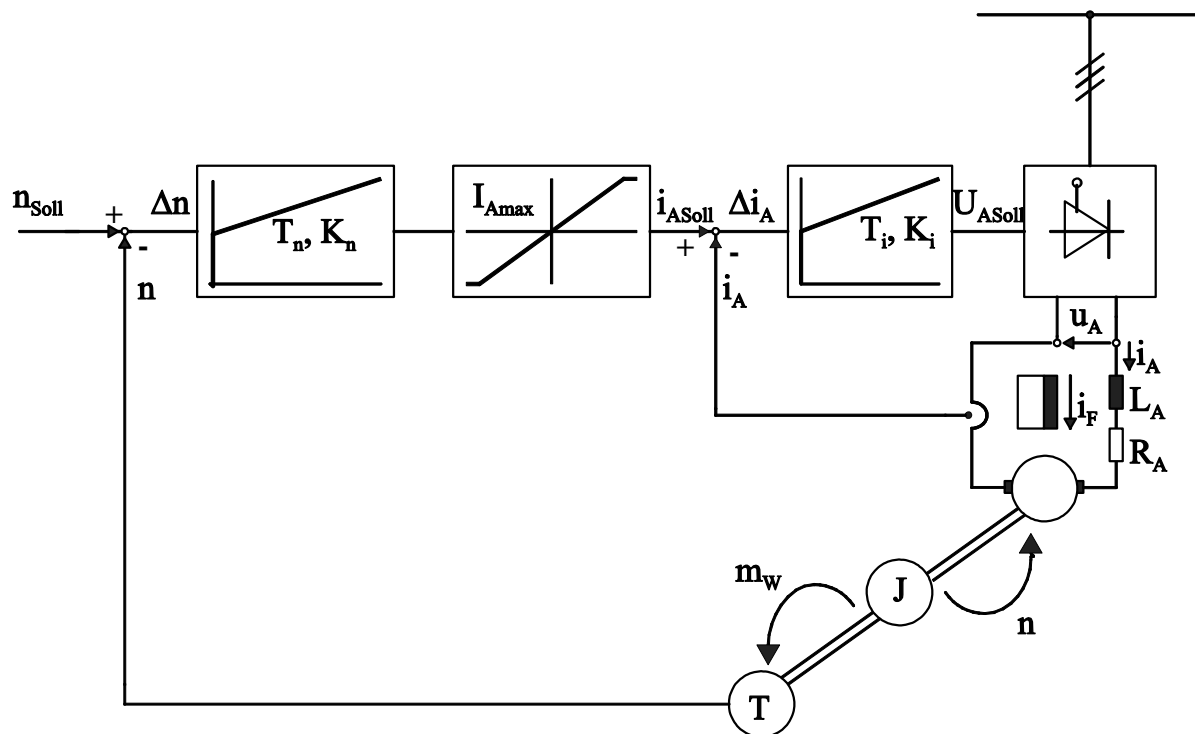 n_Soll
+
-
Δn
n
T_n, K_n
I_Amax
i_ASoll
+
-
Δi_A
i_A
T_i, K_i
U_ASoll
u_A
i_A
i_F
L_A
R_A
m_W
J
n
T